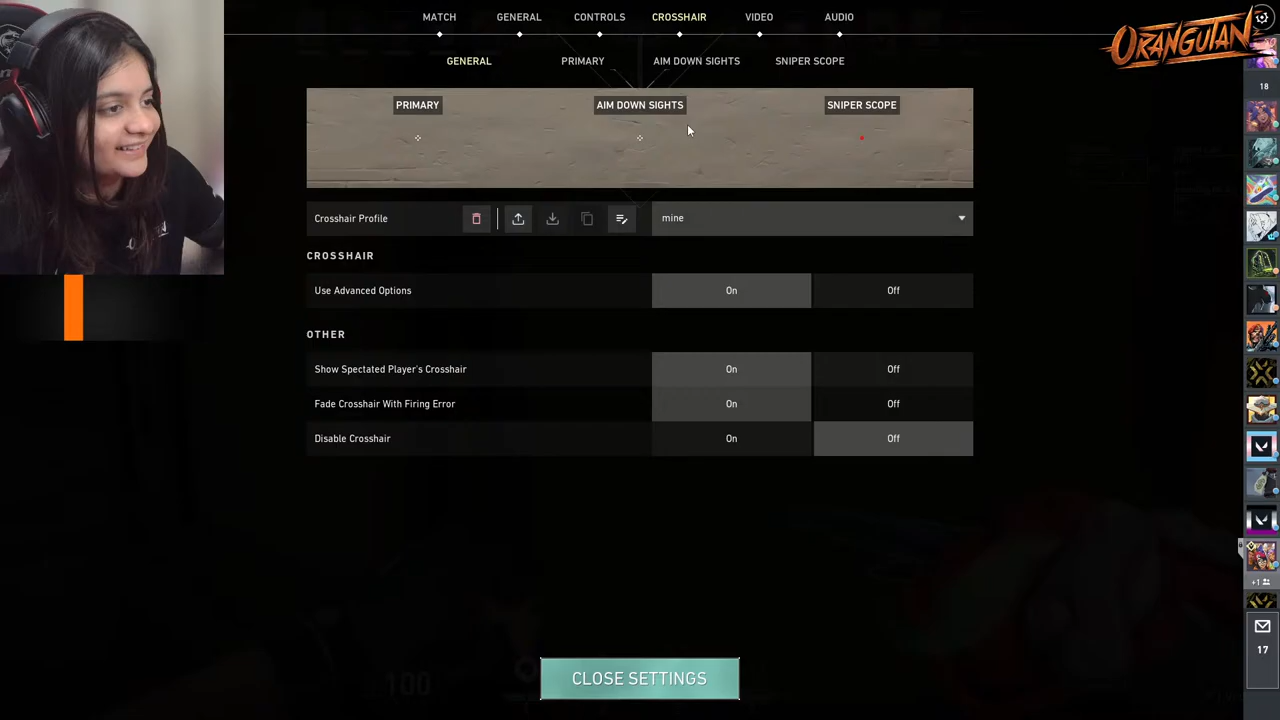 MATCH GENERAL CONTROLS CROSSHAIR VIDEO AUDIO
ORANGUTAN
GENERAL PRIMARY AIM DOWN SIGHTS SNIPER SCOPE
18
PRIMARY AIM DOWN SIGHTS SNIPER SCOPE
Crosshair Profile mine
CROSSHAIR
Use Advanced Options On Off
OTHER
Show Spectated Player's Crosshair On Off
Fade Crosshair With Firing Error On Off
Disable Crosshair On Off
+1
17
CLOSE SETTINGS
100